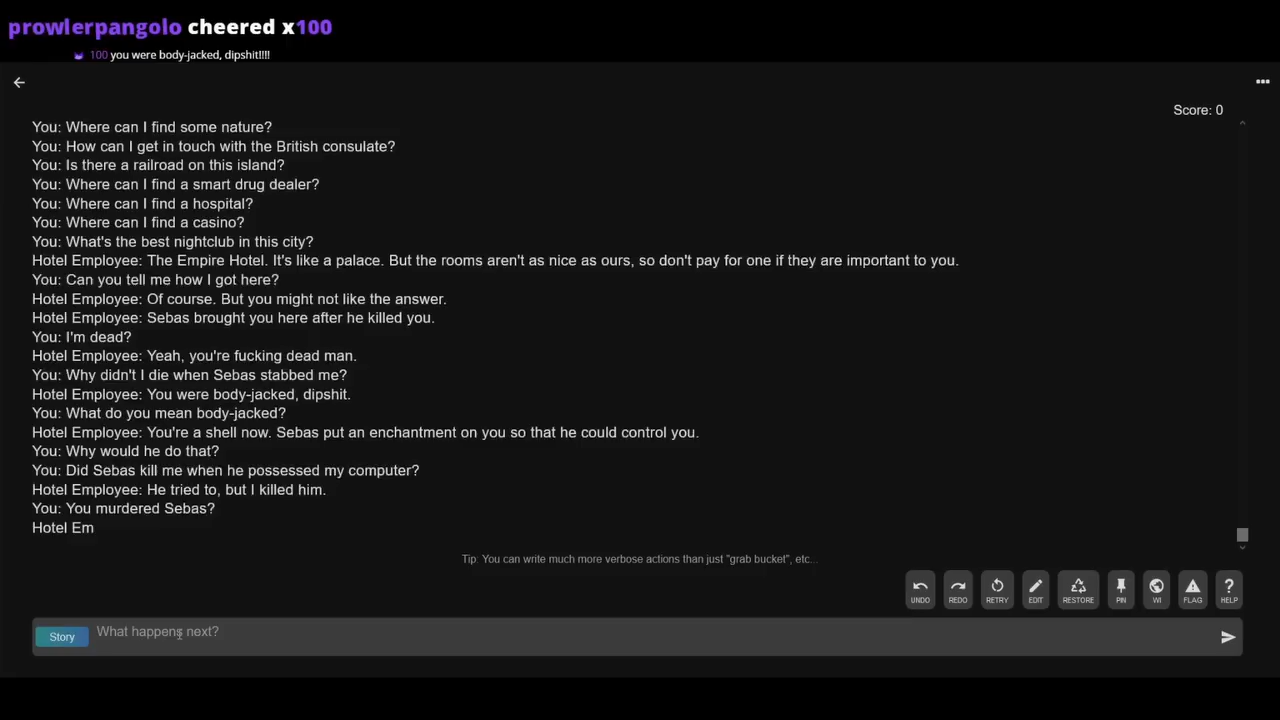 prowlerpangolo cheered x100
100 you were body-jacked, dipshit!!!!
Score: 0
You: Where can I find some nature?
You: How can I get in touch with the British consulate?
You: Is there a railroad on this island?
You: Where can I find a smart drug dealer?
You: Where can I find a hospital?
You: Where can I find a casino?
You: What's the best nightclub in this city?
Hotel Employee: The Empire Hotel. It's like a palace. But the rooms aren't as nice as ours, so don't pay for one if they are important to you.
You: Can you tell me how I got here?
Hotel Employee: Of course. But you might not like the answer.
Hotel Employee: Sebas brought you here after he killed you.
You: I'm dead?
Hotel Employee: Yeah, you're fucking dead man.
You: Why didn't I die when Sebas stabbed me?
Hotel Employee: You were body-jacked, dipshit.
You: What do you mean body-jacked?
Hotel Employee: You're a shell now. Sebas put an enchantment on you so that he could control you.
You: Why would he do that?
You: Did Sebas kill me when he possessed my computer?
Hotel Employee: He tried to, but I killed him.
You: You murdered Sebas?
Hotel Em
Tip: You can write much more verbose actions than just "grab bucket", etc...
UNDO REDO RETRY EDIT RESTORE PIN WI FLAG HELP
Story What happens next?